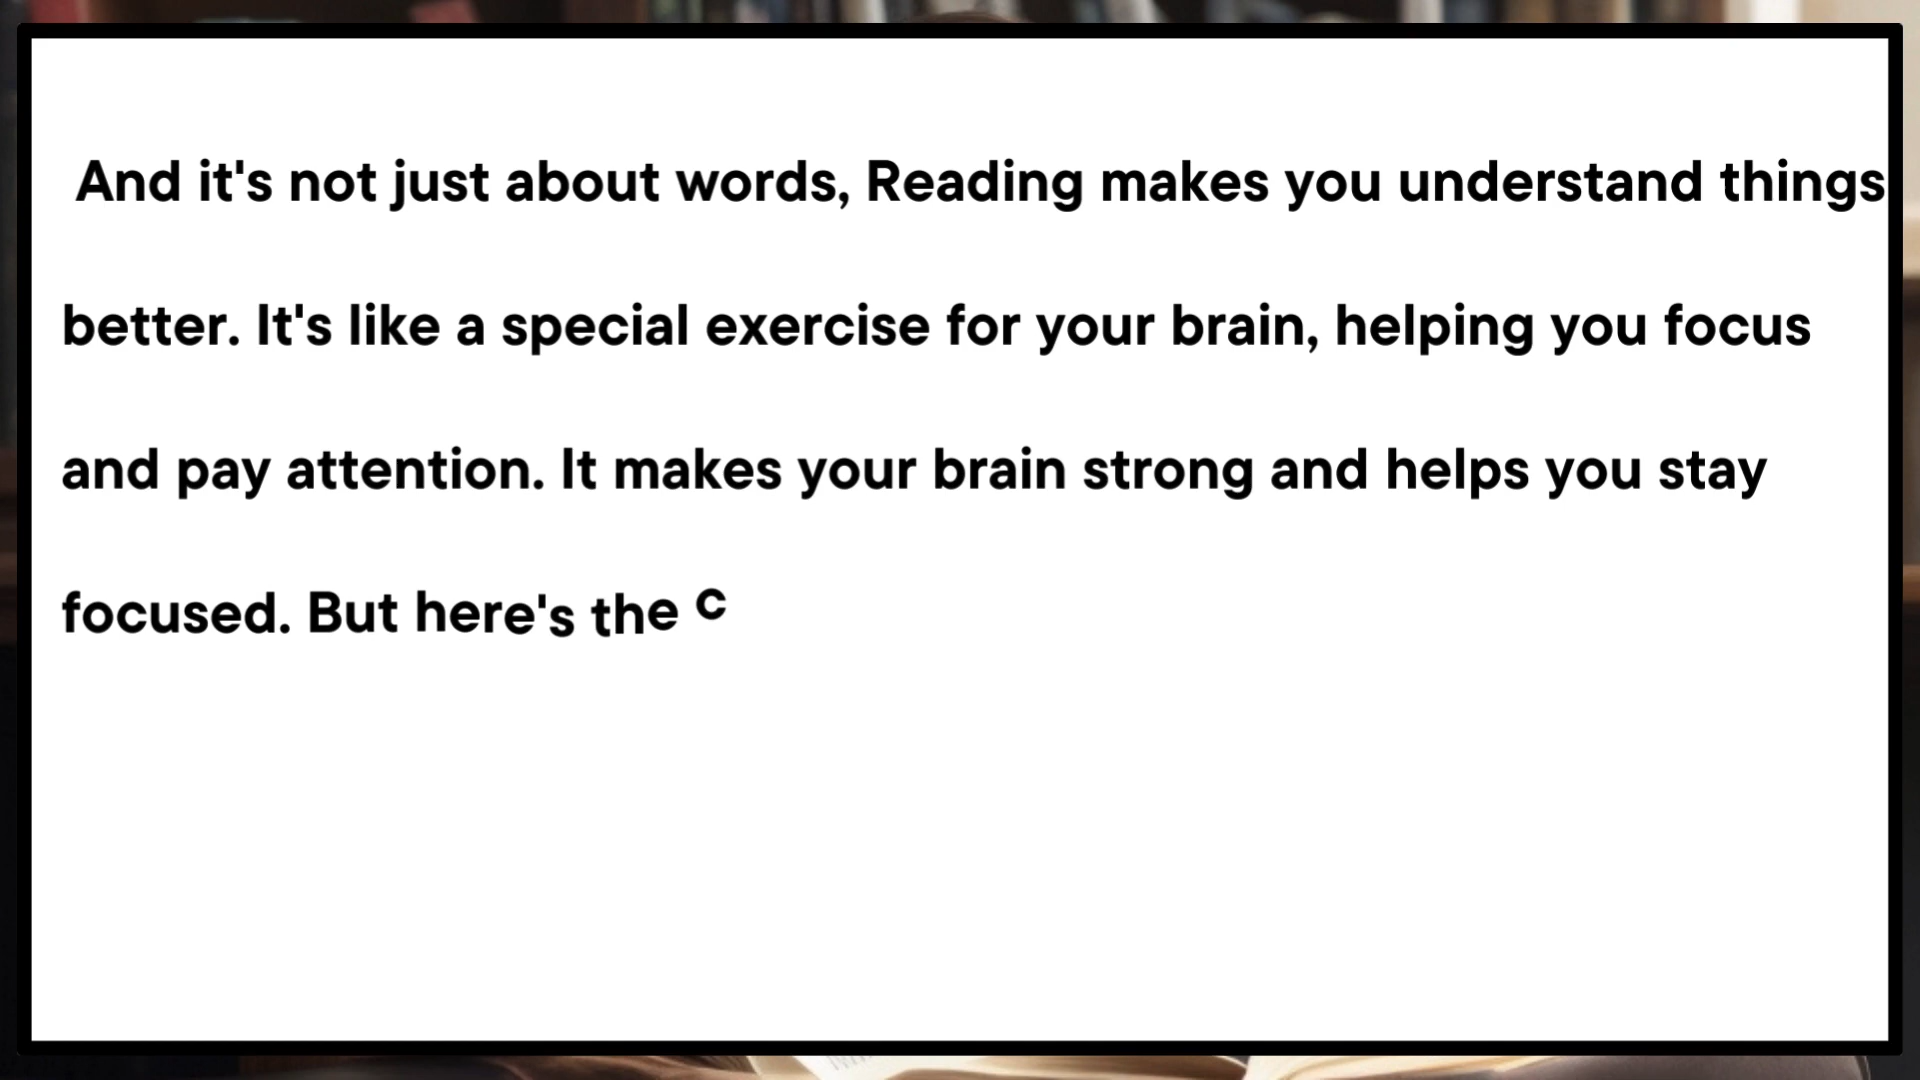 And it's not just about words, Reading makes you understand things
better. It's like a special exercise for your brain, helping you focus
and pay attention. It makes your brain strong and helps you stay
focused. But here's the c